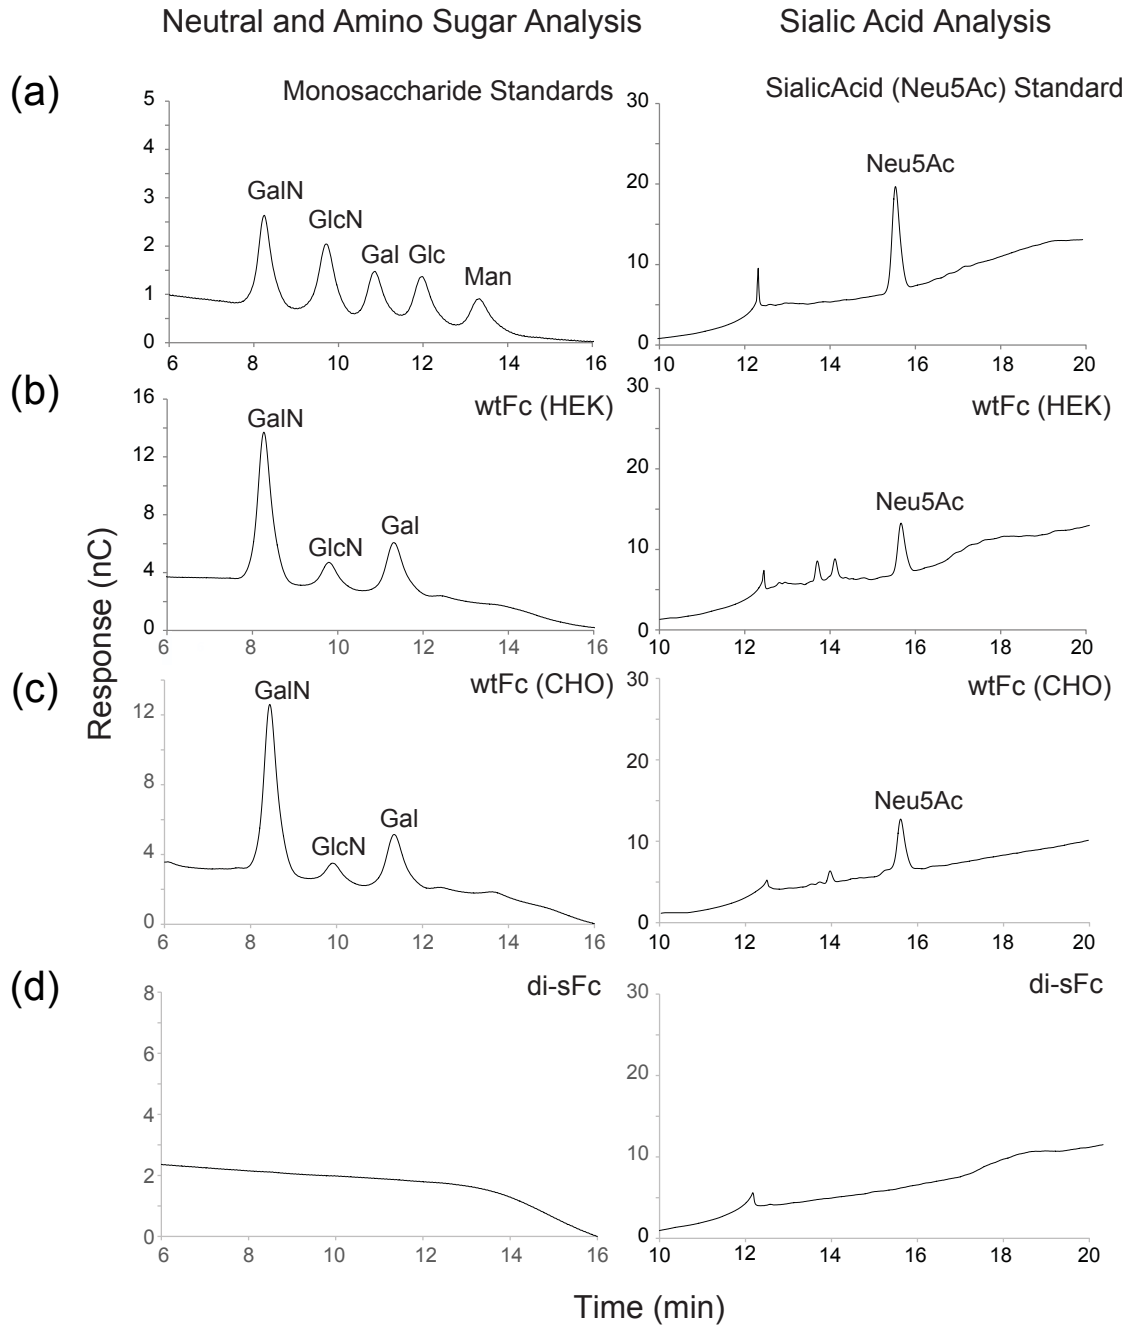 Neutral and Amino Sugar Analysis
Sialic Acid Analysis
(a)
Monosaccharide Standards
5
4
3
2
1
0
GalN
GlcN
Gal
Glc
Man
6 8 10 12 14 16
SialicAcid (Neu5Ac) Standard
30
20
10
0
Neu5Ac
10 12 14 16 18 20
(b)
wtFc (HEK)
16
12
8
4
0
GalN
GlcN
Gal
6 8 10 12 14 16
wtFc (HEK)
30
20
10
0
Neu5Ac
10 12 14 16 18 20
Response (nC)
(c)
wtFc (CHO)
12
8
4
0
GalN
GlcN
Gal
6 8 10 12 14 16
wtFc (CHO)
30
20
10
0
Neu5Ac
10 12 14 16 18 20
(d)
di-sFc
8
6
4
2
0
6 8 10 12 14 16
di-sFc
30
20
10
0
10 12 14 16 18 20
Time (min)